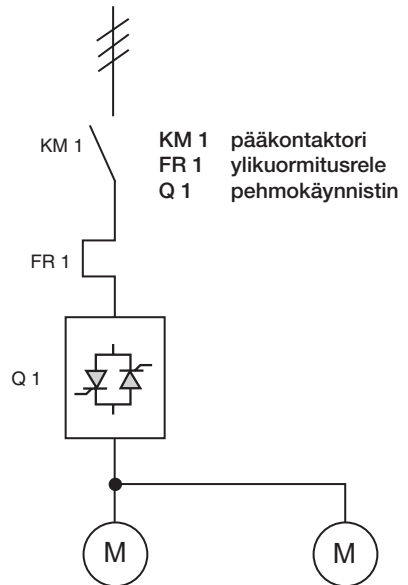 KM 1
KM 1 pääkontaktori
FR 1 ylikuormitusrele
Q 1 pehmokäynnistin
FR 1
Q 1
M
M